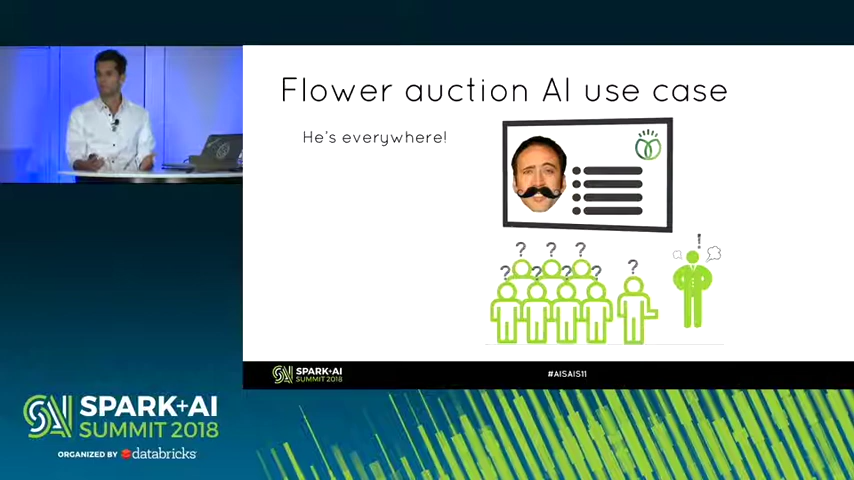 Flower auction AI use case
He's everywhere!
? ? ?
? ? ? ? ?
!
SPARK+AI
SUMMIT 2018
#AISAIS11
SPARK+AI
SUMMIT 2018
ORGANIZED BY databricks